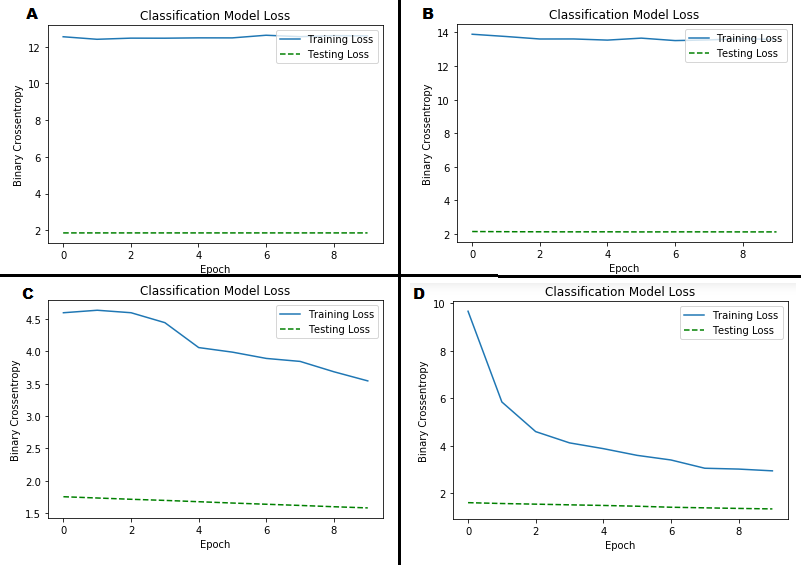 A
Classification Model Loss
12
10
8
6
4
2
Binary Crossentropy
Training Loss
Testing Loss
0 2 4 6 8
Epoch
B
Classification Model Loss
14
12
10
8
6
4
2
Binary Crossentropy
Training Loss
Testing Loss
0 2 4 6 8
Epoch
C
Classification Model Loss
4.5
4.0
3.5
3.0
2.5
2.0
1.5
Binary Crossentropy
Training Loss
Testing Loss
0 2 4 6 8
Epoch
D
Classification Model Loss
10
8
6
4
2
Binary Crossentropy
Training Loss
Testing Loss
0 2 4 6 8
Epoch